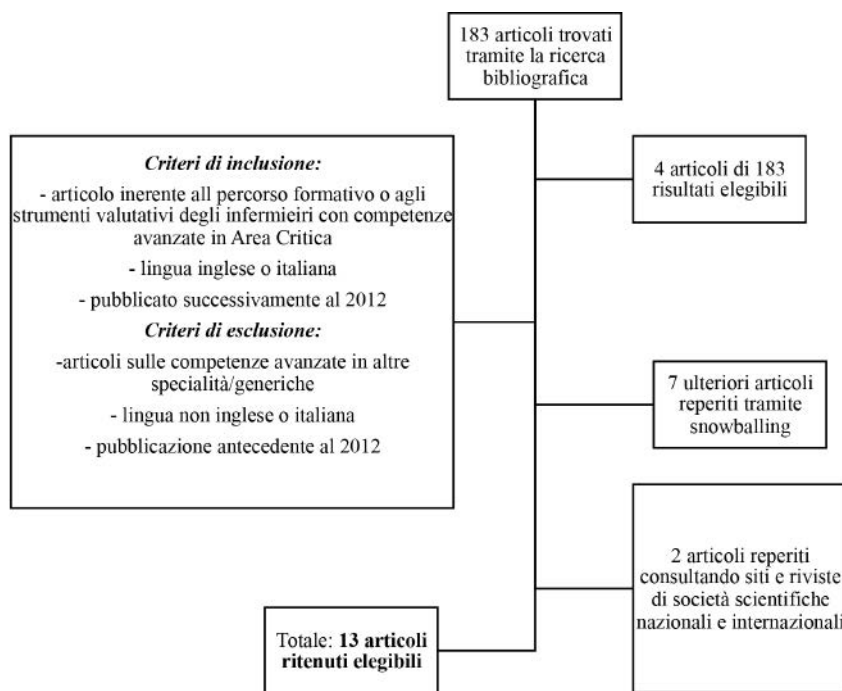 183 articoli trovati
tramite la ricerca
bibliografica
Criteri di inclusione:
- articolo inerente all percorso formativo o agli
strumenti valutativi degli infermieiri con competenze
avanzate in Area Critica
- lingua inglese o italiana
- pubblicato successivamente al 2012
Criteri di esclusione:
-articoli sulle competenze avanzate in altre
specialità/generiche
- lingua non inglese o italiana
- pubblicazione antecedente al 2012
4 articoli di 183
risultati elegibili
7 ulteriori articoli
reperiti tramite
snowballing
2 articoli reperiti
consultando siti e riviste
di società scientifiche
nazionali e internazionali
Totale: 13 articoli
ritenuti elegibili